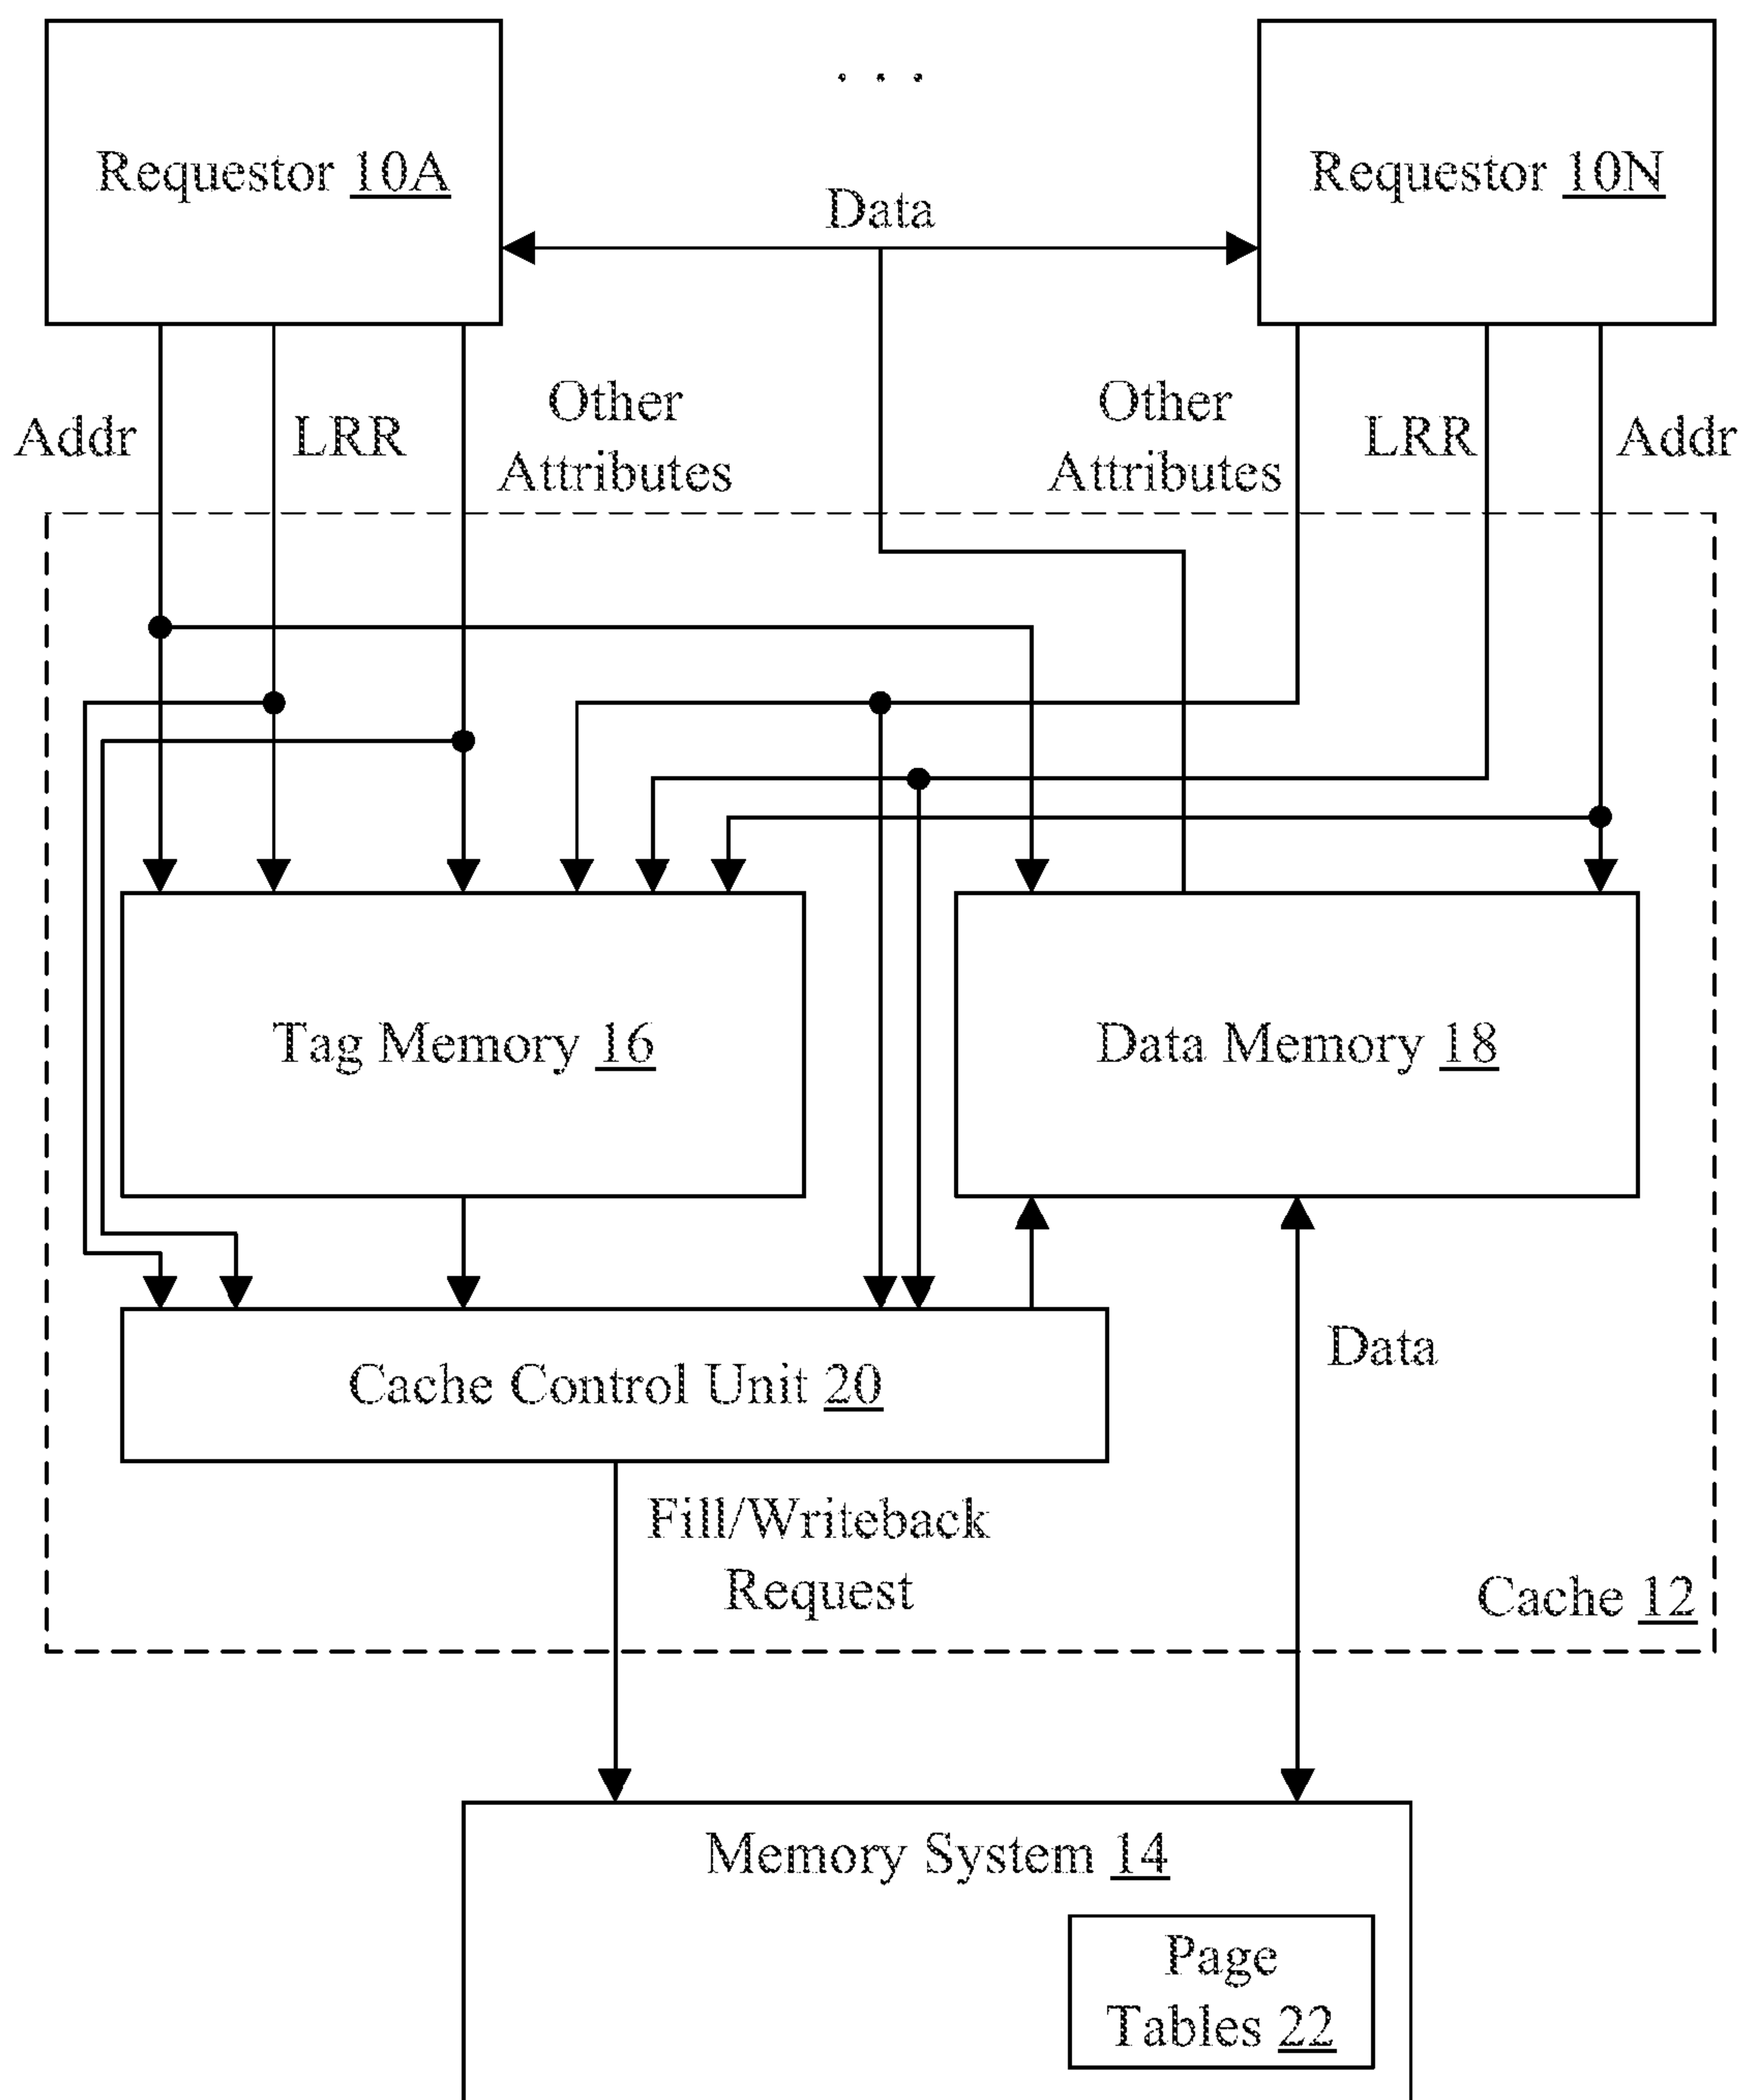 . . .
Requestor 10A
Requestor 10N
Data
Addr
LRR
Other
Attributes
Other
Attributes
LRR
Addr
Tag Memory 16
Data Memory 18
Cache Control Unit 20
Data
Fill/Writeback
Request
Cache 12
Memory System 14
Page
Tables 22